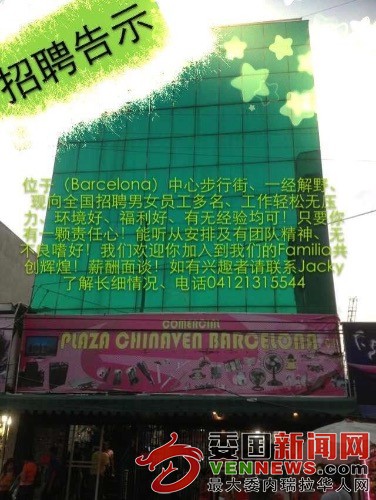 招聘告示
位于（Barcelona）中心步行街、一经解野、
现向全国招聘男女员工多名、工作轻松无压
力、环境好、福利好、有无经验均可！只要你
有一颗责任心！能听从安排及有团队精神、无
不良嗜好！我们欢迎你加入到我们的Familia共
创辉煌！薪酬面谈！如有兴趣者请联系Jacky
了解长细情况、电话04121315544
COMERCIAL
PLAZA CHINAVEN BARCELONA
委国新闻网
VENNEWS.com
最大委内瑞拉华人网